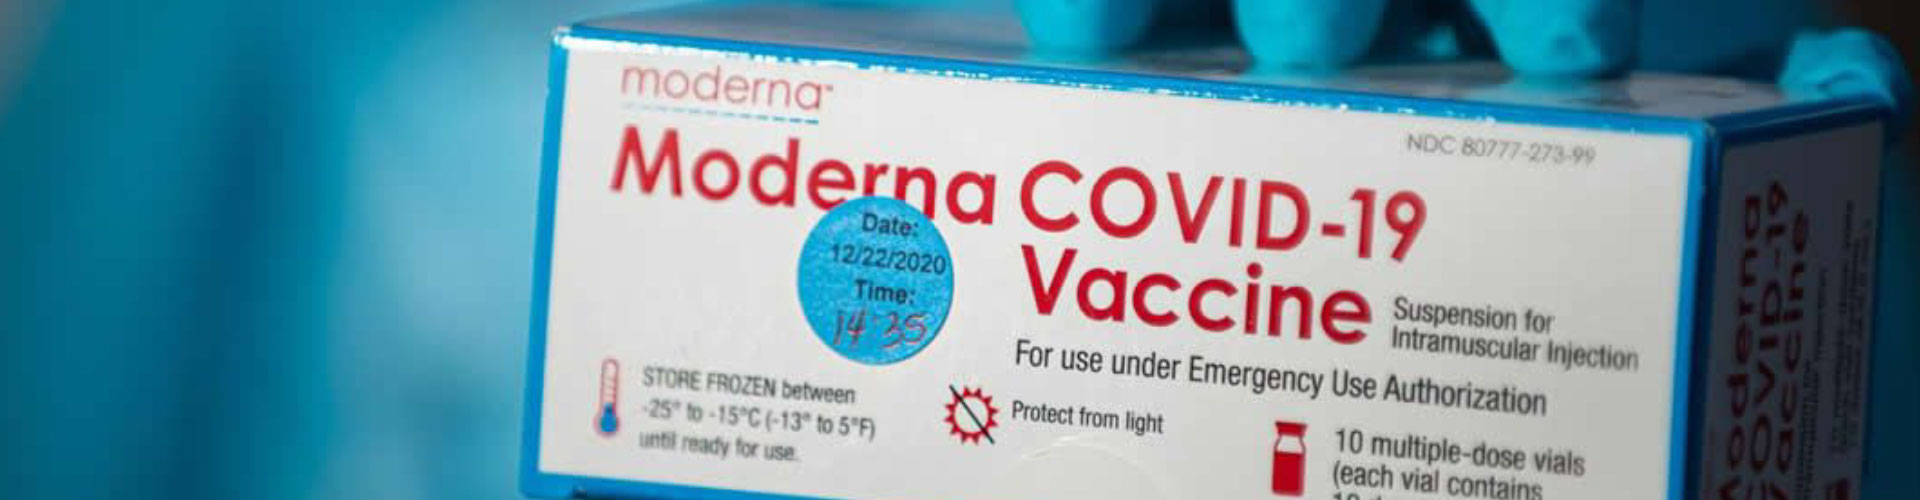 moderna
NDC 80777-273-99
Moderna COVID-19
Vaccine
Suspension for
Intramuscular Injection
For use under Emergency Use Authorization
Date:
12/22/2020
Time:
14:35
STORE FROZEN between
-25° to -15°C (-13° to 5°F)
until ready for use.
Protect from light
10 multiple-dose vials
(each vial contains
Moderna
COVID-19
Vaccine